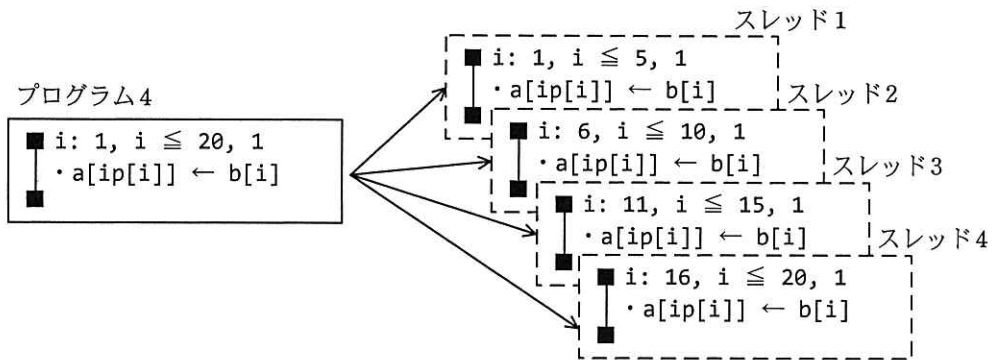 プログラム4
i: 1, i ≦ 20, 1
・a[ip[i]] ← b[i]
スレッド1
i: 1, i ≦ 5, 1
・a[ip[i]] ← b[i]
スレッド2
i: 6, i ≦ 10, 1
・a[ip[i]] ← b[i]
スレッド3
i: 11, i ≦ 15, 1
・a[ip[i]] ← b[i]
スレッド4
i: 16, i ≦ 20, 1
・a[ip[i]] ← b[i]